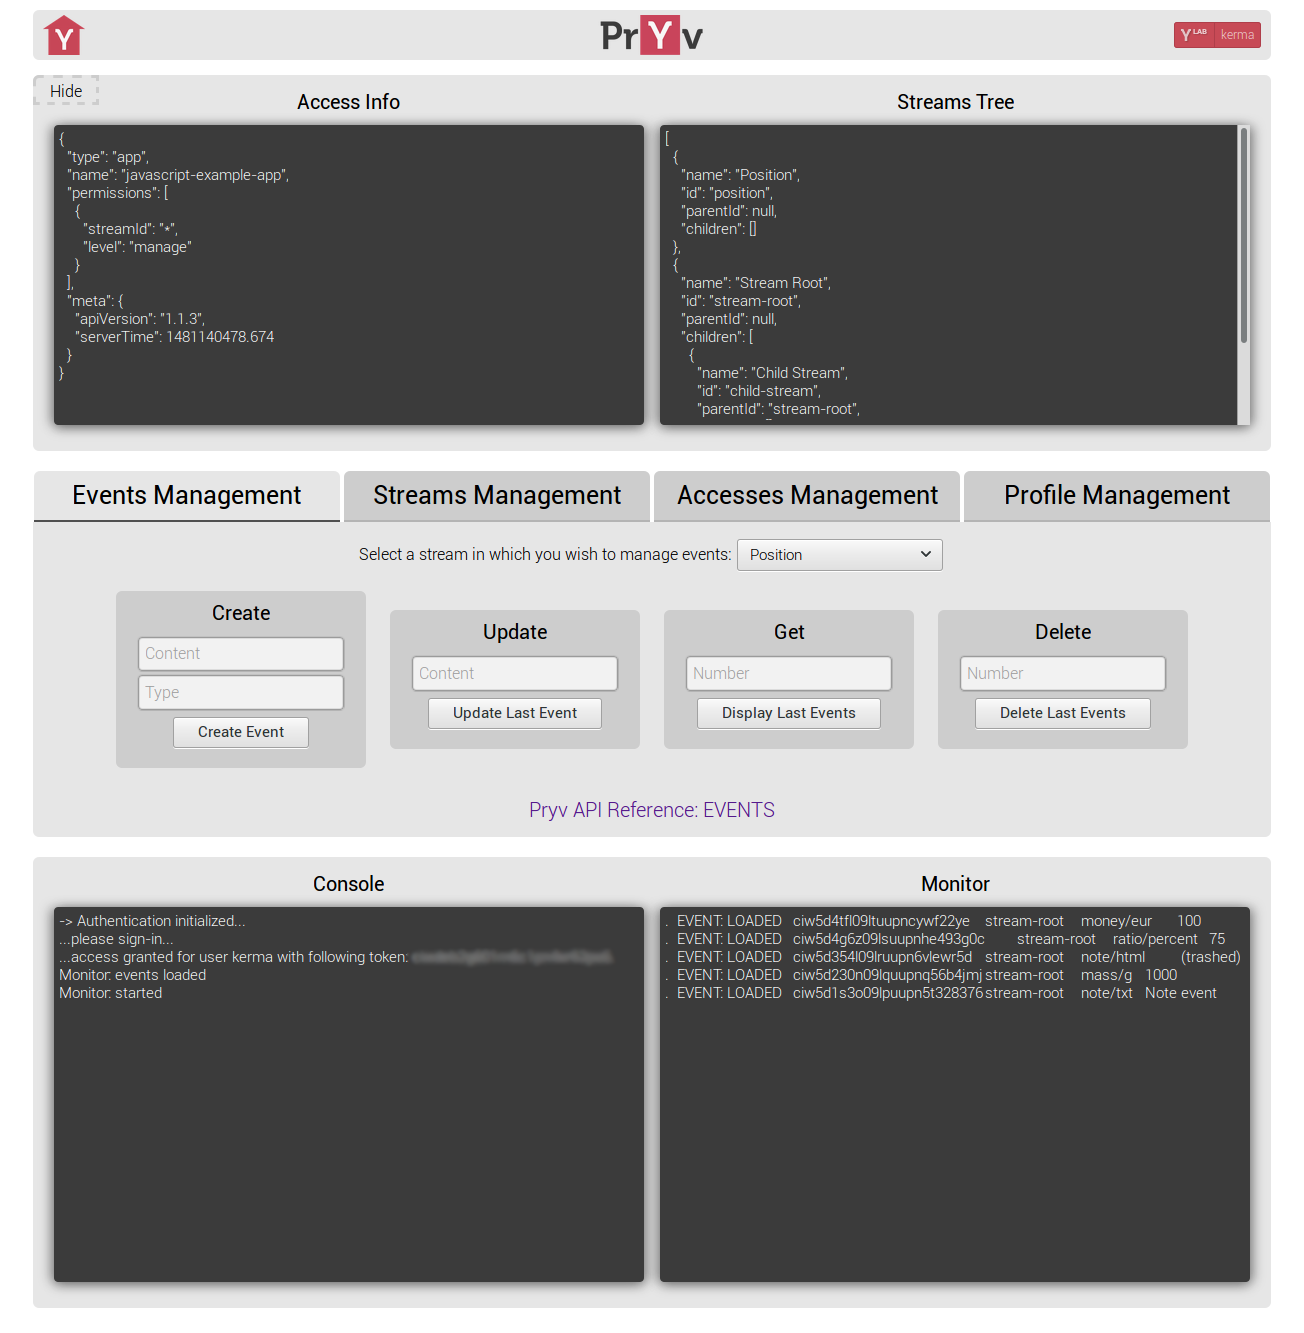 Y
PrYv
Y LAB kerma
Hide
Access Info
{
"type": "app",
"name": "javascript-example-app",
"permissions": [
{
"streamId": "*",
"level": "manage"
}
],
"meta": {
"apiVersion": "1.1.3",
"serverTime": 1481140478.674
}
}
Streams Tree
[
{
"name": "Position",
"id": "position",
"parentId": null,
"children": []
},
{
"name": "Stream Root",
"id": "stream-root",
"parentId": null,
"children": [
{
"name": "Child Stream",
"id": "child-stream",
"parentId": "stream-root",
Events Management
Streams Management
Accesses Management
Profile Management
Select a stream in which you wish to manage events: Position
Create
Content
Type
Create Event
Update
Content
Update Last Event
Get
Number
Display Last Events
Delete
Number
Delete Last Events
Pryv API Reference: EVENTS
Console
-> Authentication initialized...
...please sign-in...
...access granted for user kerma with following token:
Monitor: events loaded
Monitor: started
Monitor
. EVENT: LOADED ciw5d4tfl09ltuupncywf22ye stream-root money/eur 100
. EVENT: LOADED ciw5d4g6z09lsuupnhe493g0c stream-root ratio/percent 75
. EVENT: LOADED ciw5d354l09lruupn6vlewr5d stream-root note/html (trashed)
. EVENT: LOADED ciw5d230n09lquupnq56b4jmj stream-root mass/g 1000
. EVENT: LOADED ciw5d1s3o09lpuupn5t328376 stream-root note/txt Note event